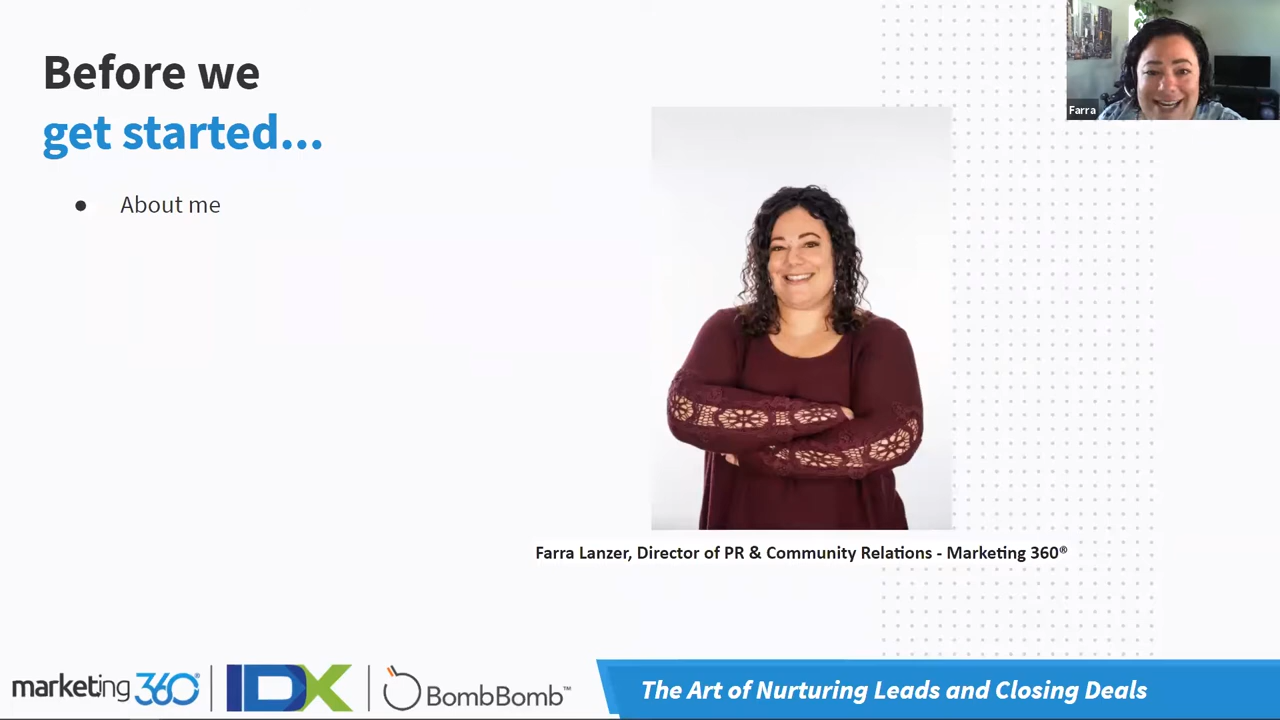 Before we
get started...
● About me
Farra
Farra Lanzer, Director of PR & Community Relations - Marketing 360®
marketing 360®
IDX
BombBomb™
The Art of Nurturing Leads and Closing Deals